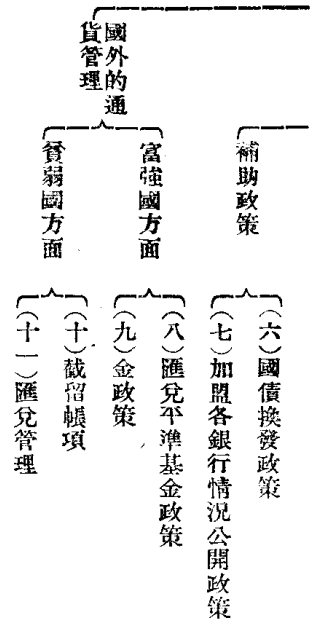 補助政策
(六)國債換發政策
(七)加盟各銀行情況公開政策
國外的通
貨管理
富強國方面
(八)匯兌平準基金政策
(九)金政策
貧弱國方面
(十)截留賬項
(十一)匯兌管理